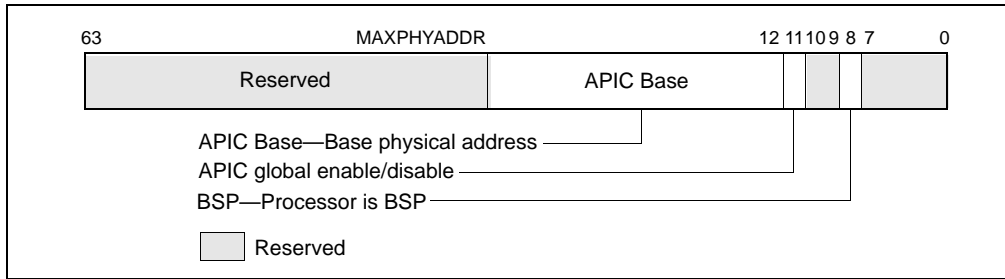 63 MAXPHYADDR 12 11 10 9 8 7 0
Reserved APIC Base
APIC Base—Base physical address
APIC global enable/disable
BSP—Processor is BSP
Reserved